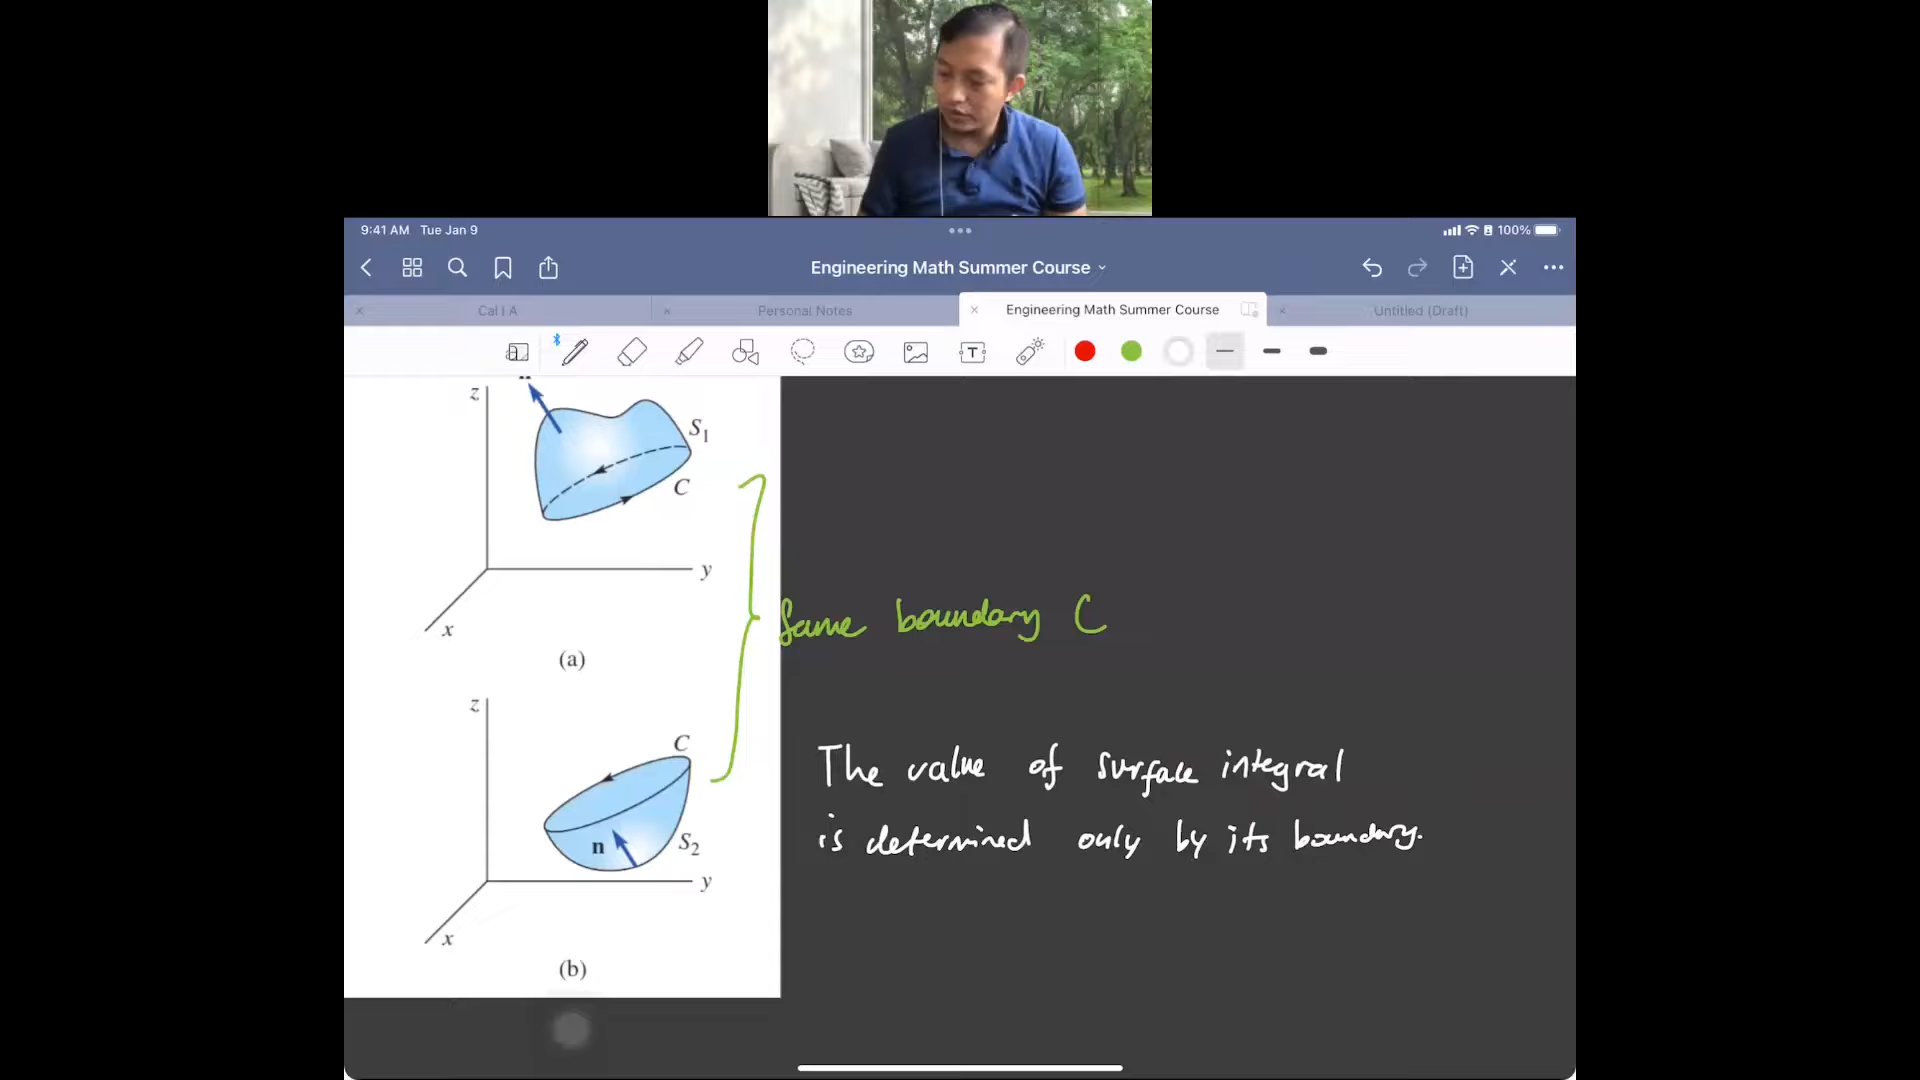 9:41 AM Tue Jan 9
100%
Engineering Math Summer Course
Cal I A
Personal Notes
Engineering Math Summer Course
Untitled (Draft)
z
S1
C
y
x
(a)
Same boundary C
z
C
n
S2
y
x
(b)
The value of surface integral
is determined only by its boundary.